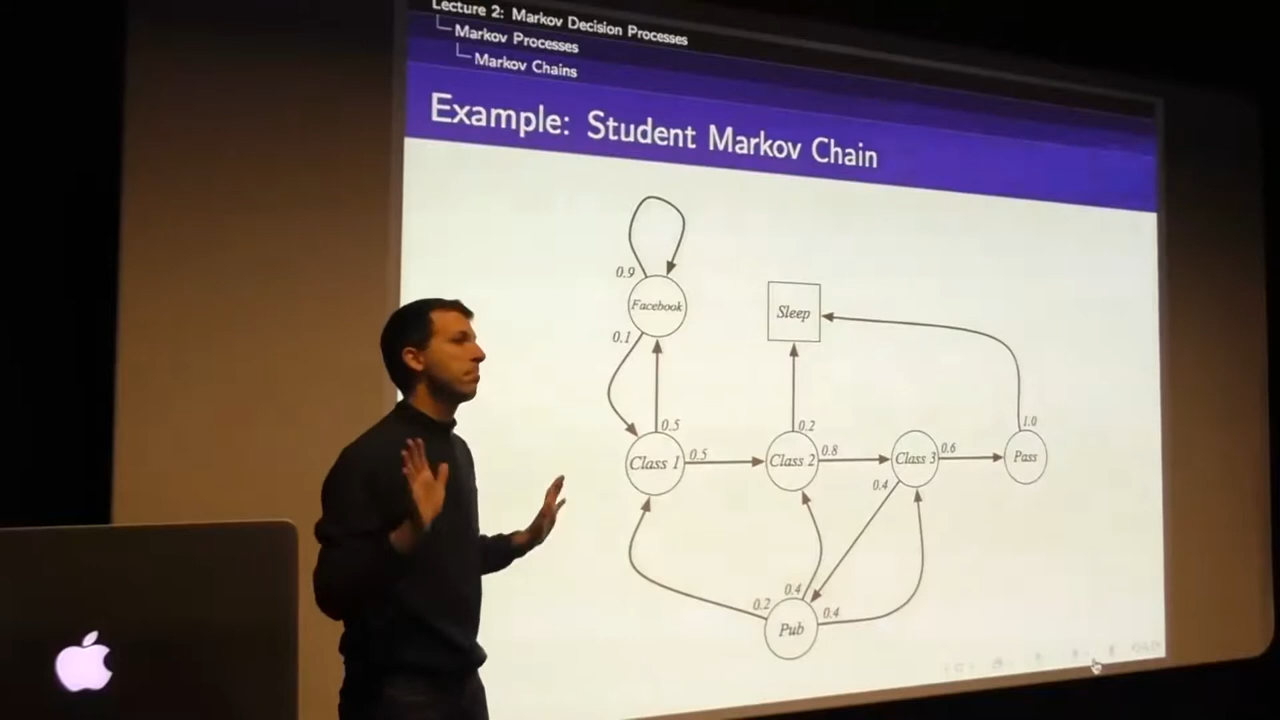 Lecture 2: Markov Decision Processes
Markov Processes
Markov Chains
Example: Student Markov Chain
0.9
Facebook
0.1
Sleep
0.5
0.2
1.0
Class 1
0.5
Class 2
0.8
Class 3
0.6
Pass
0.4
0.2
0.4
0.4
Pub